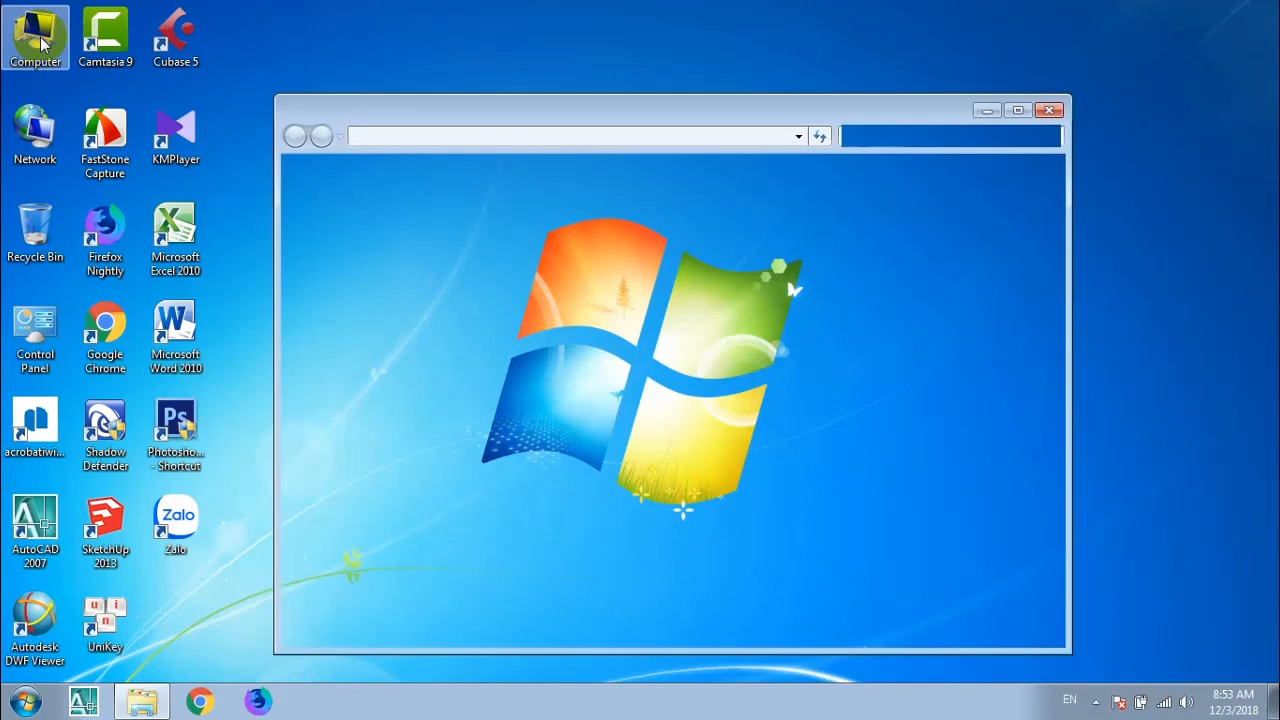 Computer
Camtasia 9
Cubase 5
Network
FastStone
Capture
KMPlayer
Recycle Bin
Firefox
Nightly
Microsoft
Excel 2010
Control
Panel
Google
Chrome
Microsoft
Word 2010
acrobatiwi...
Shadow
Defender
Ps
Photosho...
- Shortcut
AutoCAD
2007
SketchUp
2013
Zalo
Zalo
Autodesk
DWF Viewer
u i
n
UniKey
EN
8:53 AM
12/3/2018